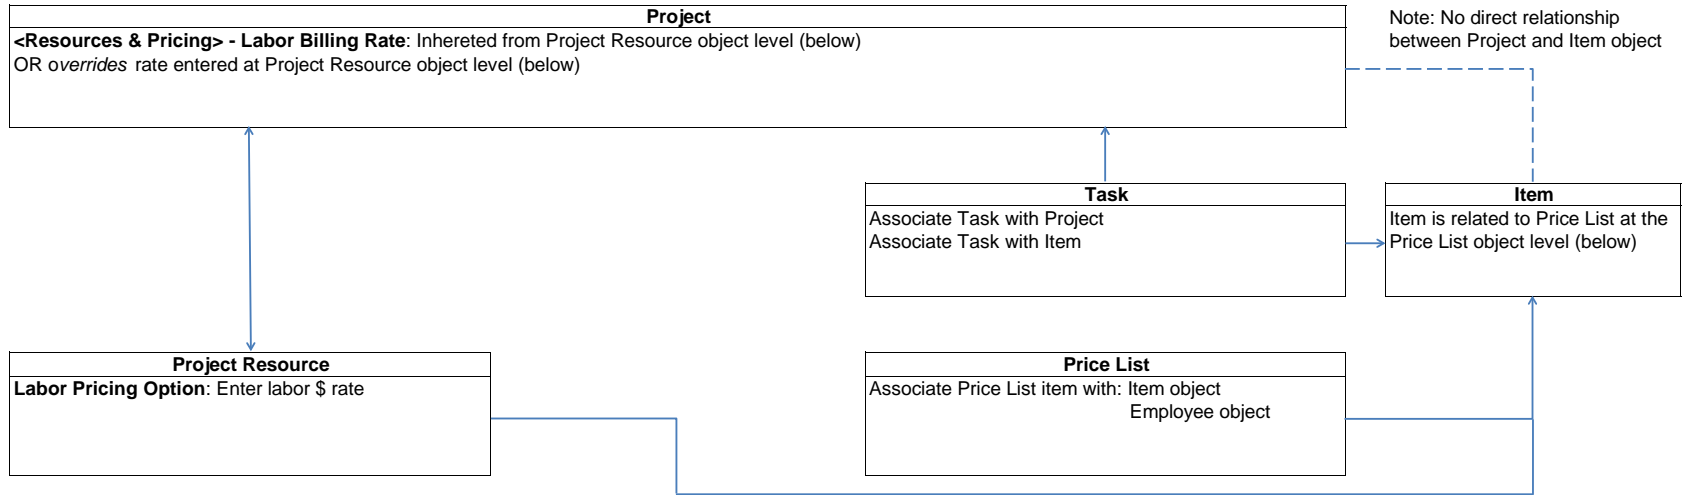 Project
<Resources & Pricing> - Labor Billing Rate: Inhereted from Project Resource object level (below)
OR overrides rate entered at Project Resource object level (below)
Note: No direct relationship
between Project and Item object
Task
Associate Task with Project
Associate Task with Item
Item
Item is related to Price List at the
Price List object level (below)
Project Resource
Labor Pricing Option: Enter labor $ rate
Price List
Associate Price List item with: Item object
Employee object